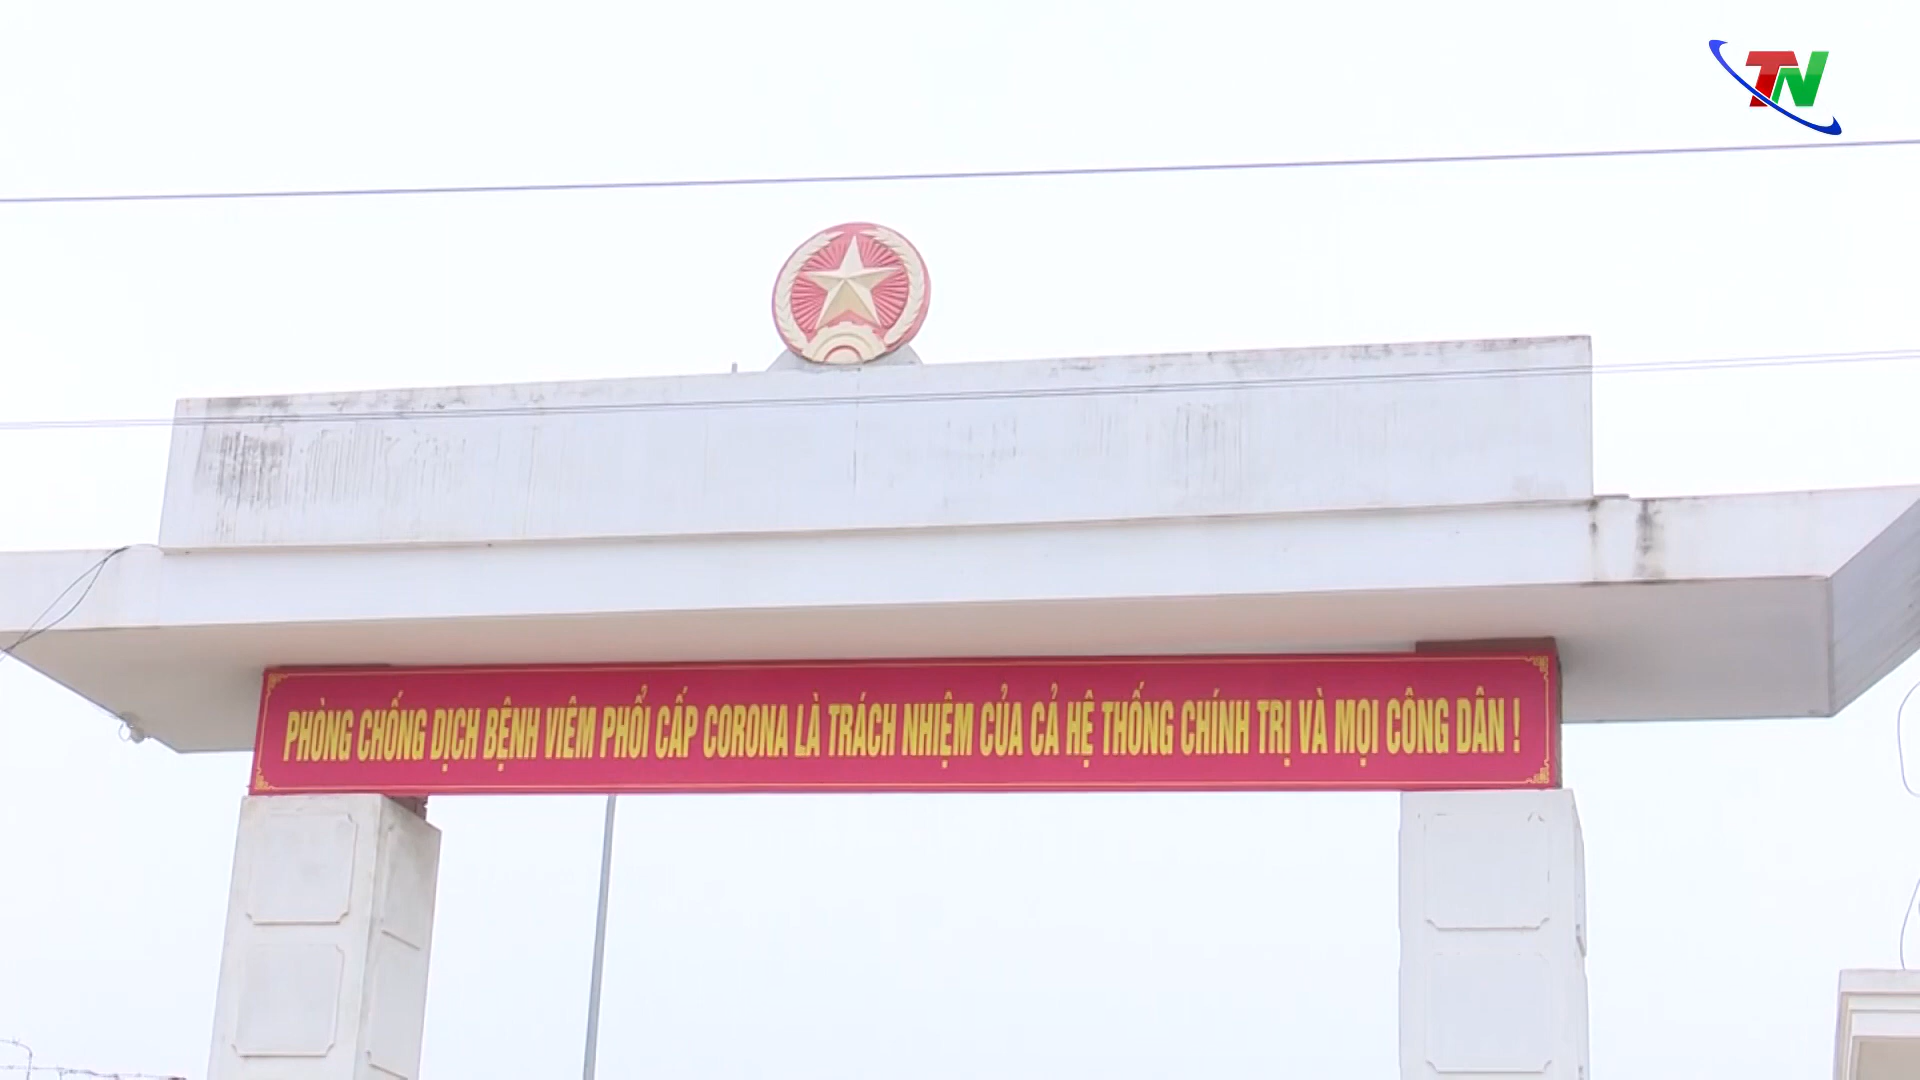 TN
PHÒNG CHỐNG DỊCH BỆNH VIÊM PHỔI CẤP CORONA LÀ TRÁCH NHIỆM CỦA CẢ HỆ THỐNG CHÍNH TRỊ VÀ MỌI CÔNG DÂN !